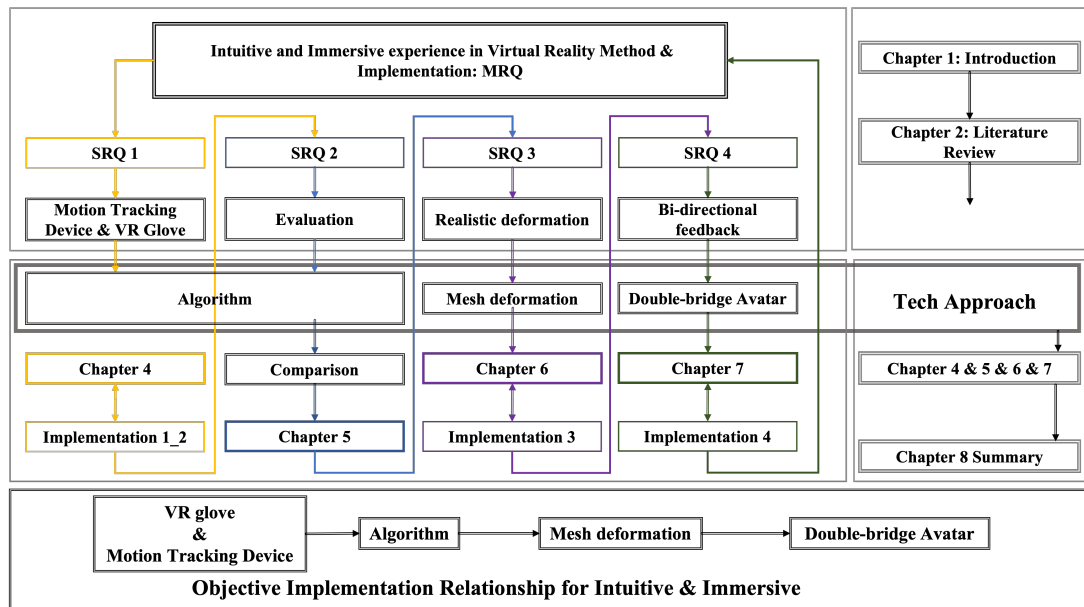 Intuitive and Immersive experience in Virtual Reality Method &
Implementation: MRQ
SRQ 1
SRQ 2
SRQ 3
SRQ 4
Motion Tracking
Device & VR Glove
Evaluation
Realistic deformation
Bi-directional
feedback
Algorithm
Mesh deformation
Double-bridge Avatar
Chapter 4
Comparison
Chapter 6
Chapter 7
Implementation 1_2
Chapter 5
Implementation 3
Implementation 4
Chapter 1: Introduction
Chapter 2: Literature
Review
Tech Approach
Chapter 4 & 5 & 6 & 7
Chapter 8 Summary
VR glove
&
Motion Tracking Device
Algorithm
Mesh deformation
Double-bridge Avatar
Objective Implementation Relationship for Intuitive & Immersive